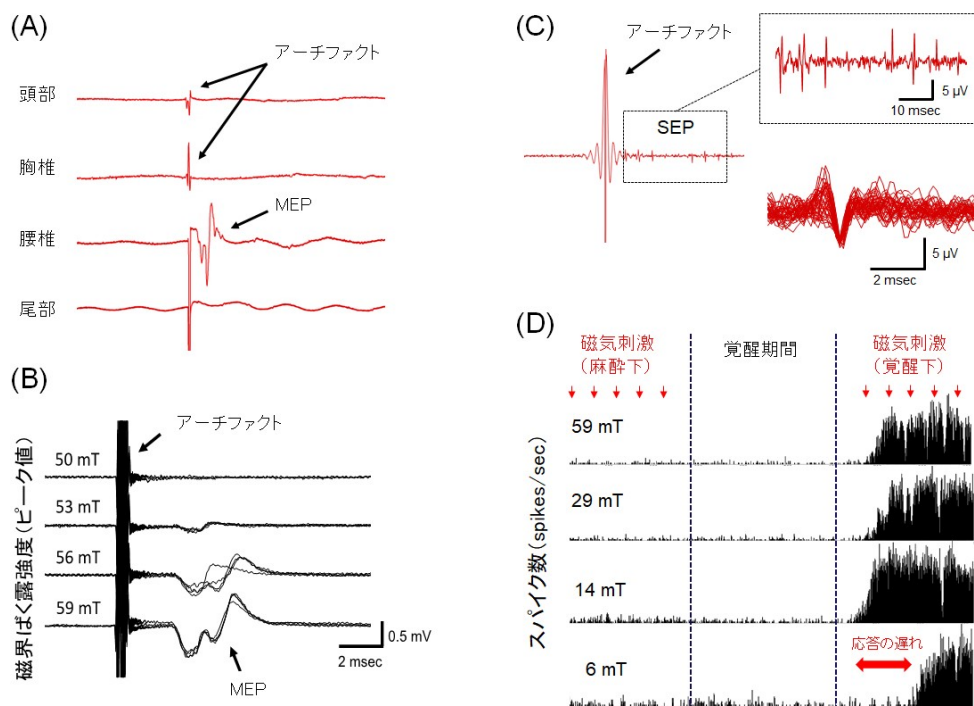 (A)
アーチファクト
頭部
胸椎
MEP
腰椎
尾部
(B)
アーチファクト
磁界ばく露強度(ピーク値)
50 mT
53 mT
56 mT
59 mT
0.5 mV
2 msec
MEP
(C)
アーチファクト
SEP
5 μV
10 msec
5 μV
2 msec
(D)
磁気刺激
(麻酔下)
覚醒期間
磁気刺激
(覚醒下)
スパイク数(spikes/sec)
59 mT
29 mT
14 mT
応答の遅れ
6 mT